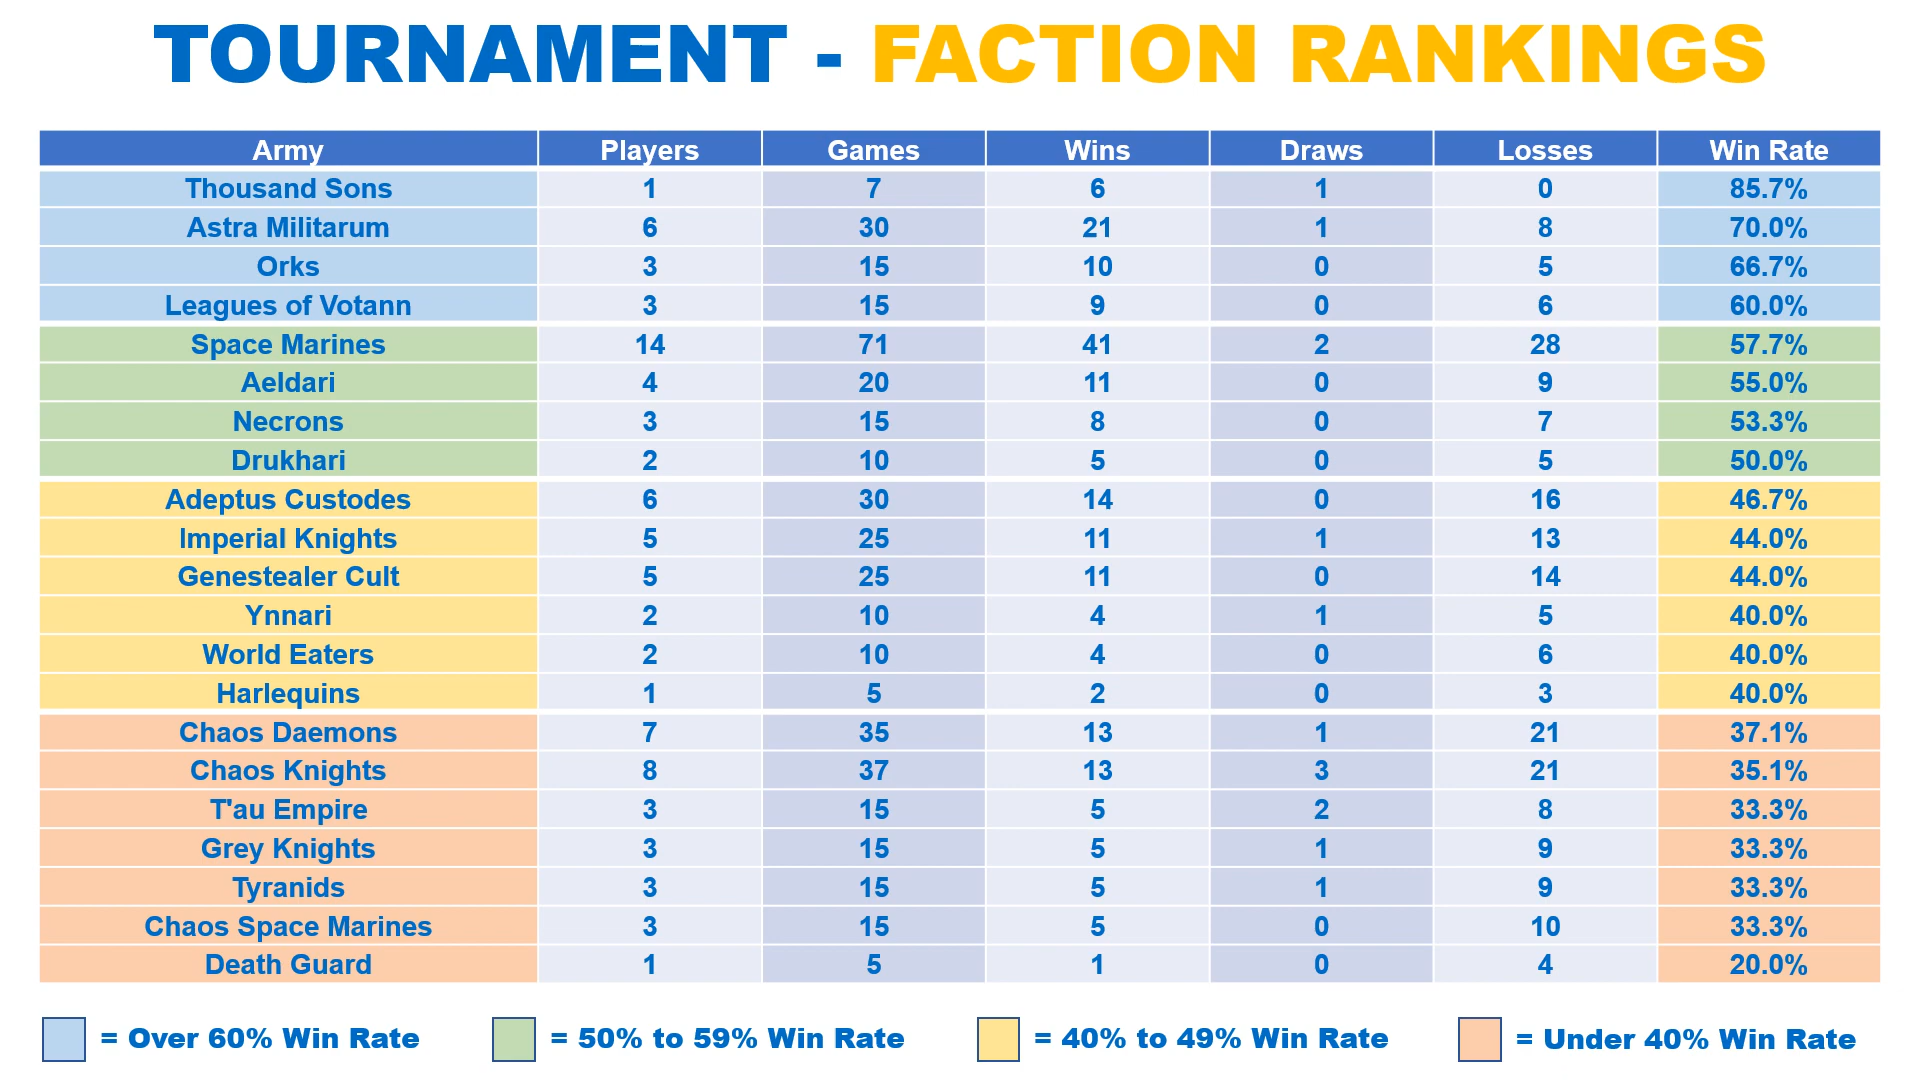 TOURNAMENT - FACTION RANKINGS
Army Players Games Wins Draws Losses Win Rate
Thousand Sons 1 7 6 1 0 85.7%
Astra Militarum 6 30 21 1 8 70.0%
Orks 3 15 10 0 5 66.7%
Leagues of Votann 3 15 9 0 6 60.0%
Space Marines 14 71 41 2 28 57.7%
Aeldari 4 20 11 0 9 55.0%
Necrons 3 15 8 0 7 53.3%
Drukhari 2 10 5 0 5 50.0%
Adeptus Custodes 6 30 14 0 16 46.7%
Imperial Knights 5 25 11 1 13 44.0%
Genestealer Cult 5 25 11 0 14 44.0%
Ynnari 2 10 4 1 5 40.0%
World Eaters 2 10 4 0 6 40.0%
Harlequins 1 5 2 0 3 40.0%
Chaos Daemons 7 35 13 1 21 37.1%
Chaos Knights 8 37 13 3 21 35.1%
T'au Empire 3 15 5 2 8 33.3%
Grey Knights 3 15 5 1 9 33.3%
Tyranids 3 15 5 1 9 33.3%
Chaos Space Marines 3 15 5 0 10 33.3%
Death Guard 1 5 1 0 4 20.0%
= Over 60% Win Rate = 50% to 59% Win Rate = 40% to 49% Win Rate = Under 40% Win Rate